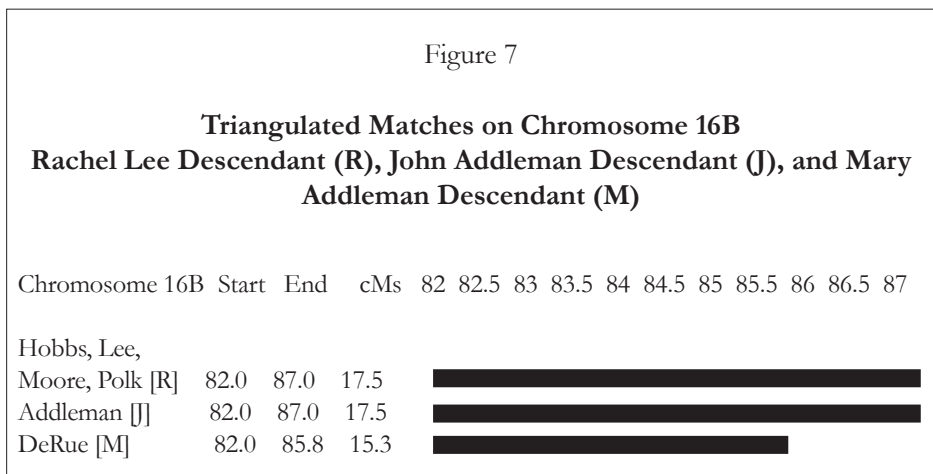 Figure 7
Triangulated Matches on Chromosome 16B
Rachel Lee Descendant (R), John Addleman Descendant (J), and Mary
Addleman Descendant (M)
Chromosome 16B Start End cMs 82 82.5 83 83.5 84 84.5 85 85.5 86 86.5 87
Hobbs, Lee,
Moore, Polk [R] 82.0 87.0 17.5
Addleman [J] 82.0 87.0 17.5
DeRue [M] 82.0 85.8 15.3